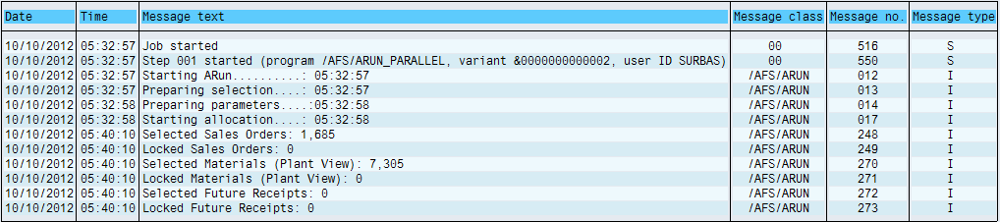 Date Time Message text Message class Message no. Message type
10/10/2012 05:32:57 Job started 00 516 S
10/10/2012 05:32:57 Step 001 started (program /AFS/ARUN_PARALLEL, variant &0000000000002, user ID SURBAS) 00 550 S
10/10/2012 05:32:57 Starting ARun..........: 05:32:57 /AFS/ARUN 012 I
10/10/2012 05:32:57 Preparing selection....: 05:32:57 /AFS/ARUN 013 I
10/10/2012 05:32:58 Preparing parameters....:05:32:58 /AFS/ARUN 014 I
10/10/2012 05:32:58 Starting allocation....: 05:32:58 /AFS/ARUN 017 I
10/10/2012 05:40:10 Selected Sales Orders: 1,685 /AFS/ARUN 248 I
10/10/2012 05:40:10 Locked Sales Orders: 0 /AFS/ARUN 249 I
10/10/2012 05:40:10 Selected Materials (Plant View): 7,305 /AFS/ARUN 270 I
10/10/2012 05:40:10 Locked Materials (Plant View): 0 /AFS/ARUN 271 I
10/10/2012 05:40:10 Selected Future Receipts: 0 /AFS/ARUN 272 I
10/10/2012 05:40:10 Locked Future Receipts: 0 /AFS/ARUN 273 I